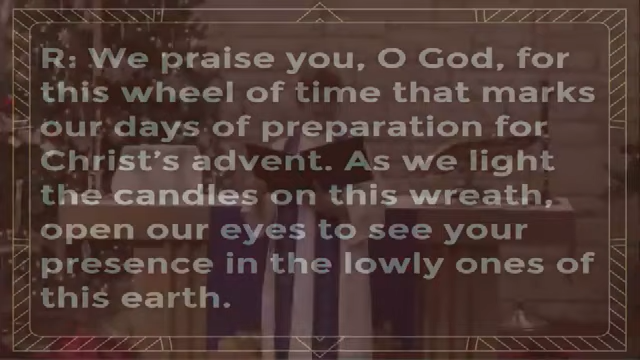 R: We praise you, O God, for
this wheel of time that marks
our days of preparation for
Christ's advent. As we light
the candles on this wreath,
open our eyes to see your
presence in the lowly ones of
this earth.